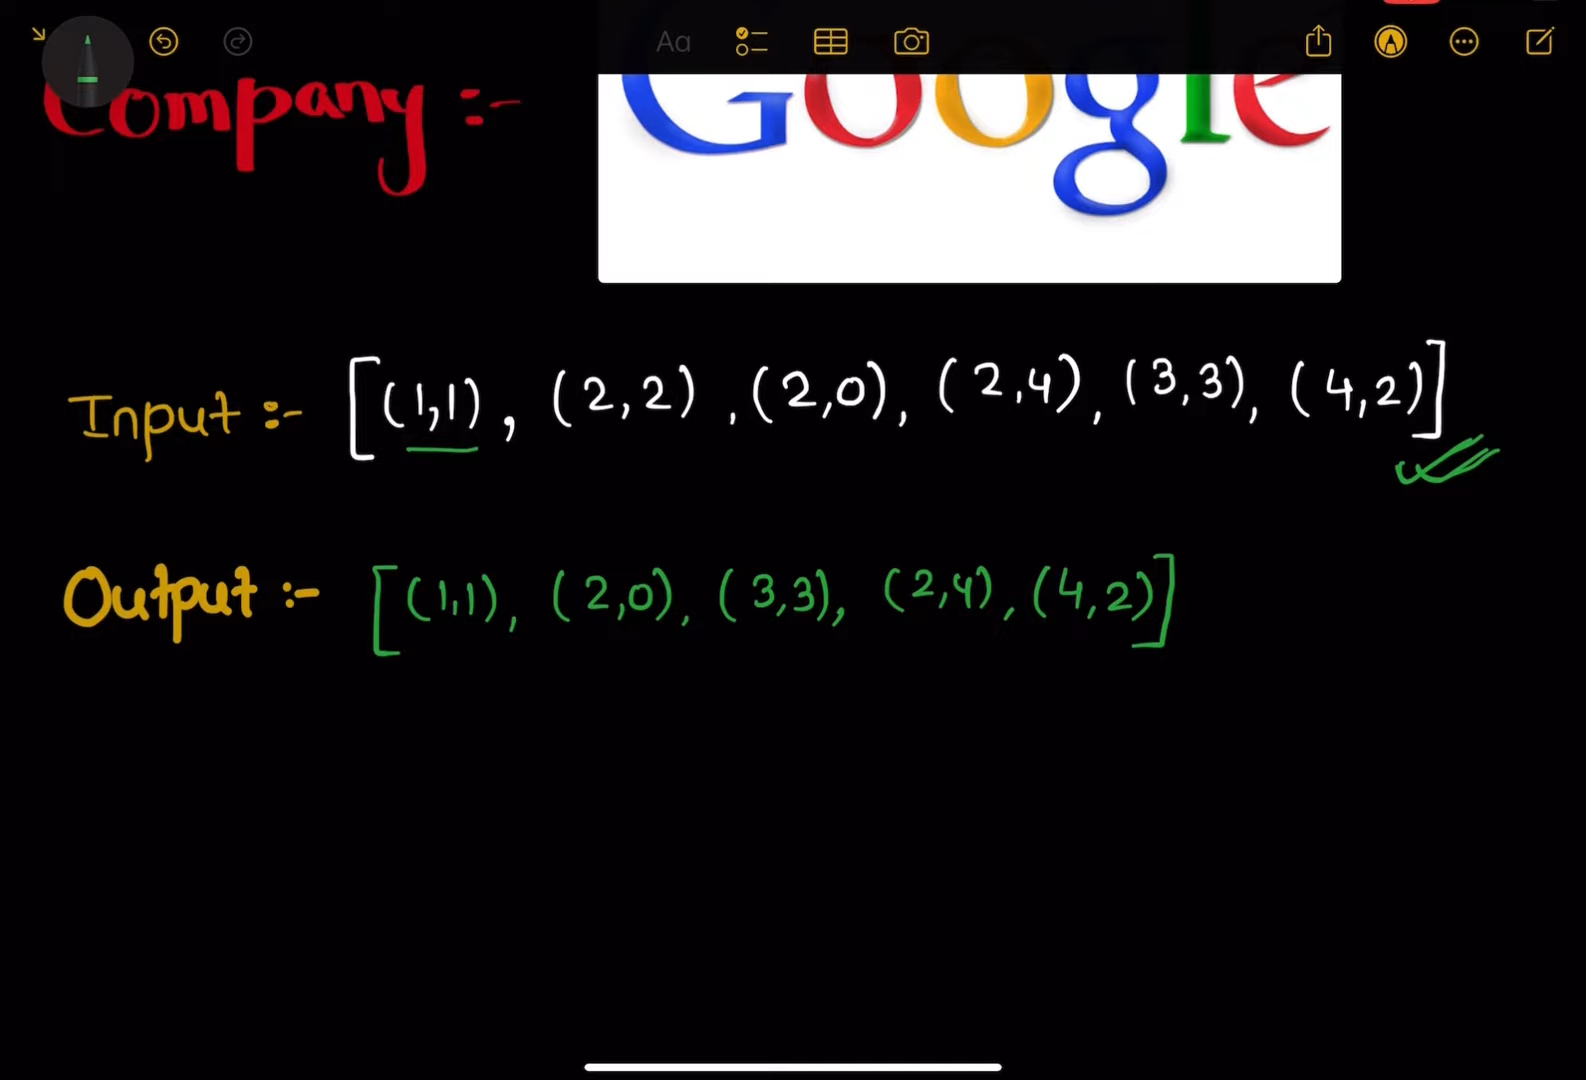 Aa
Company :-
Google
Input :- [(1,1), (2,2), (2,0), (2,4), (3,3), (4,2)]
Output :- [(1,1), (2,0), (3,3), (2,4), (4,2)]